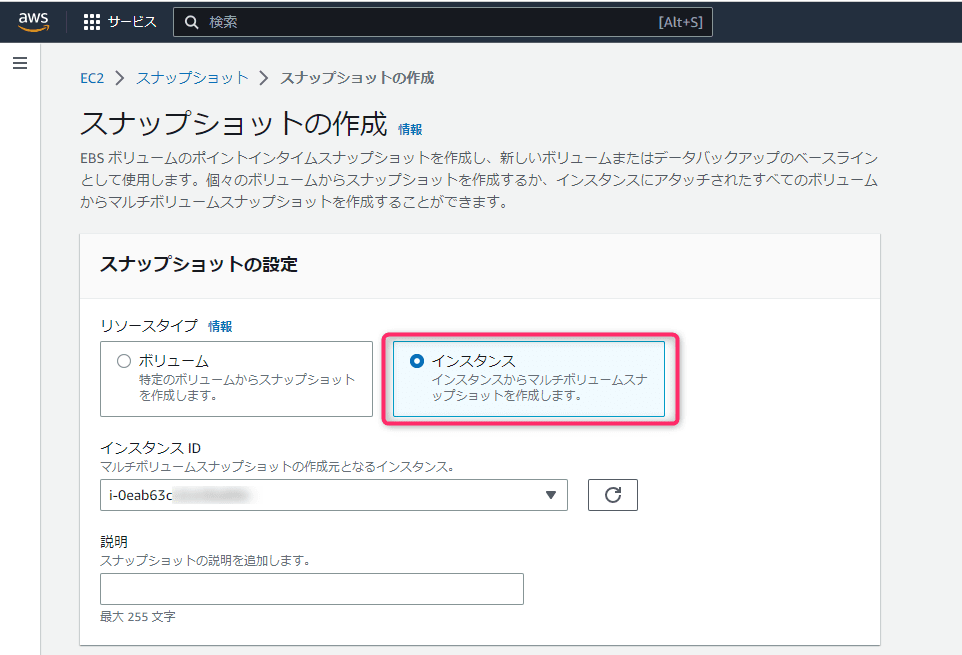 aws サービス 検索 [Alt+S]
EC2 > スナップショット > スナップショットの作成
スナップショットの作成 情報
EBS ボリュームのポイントインタイムスナップショットを作成し、新しいボリュームまたはデータバックアップのベースライン
として使用します。個々のボリュームからスナップショットを作成するか、インスタンスにアタッチされたすべてのボリューム
からマルチボリュームスナップショットを作成することができます。
スナップショットの設定
リソースタイプ 情報
ボリューム
特定のボリュームからスナップショット
を作成します。
インスタンス
インスタンスからマルチボリュームスナ
ップショットを作成します。
インスタンス ID
マルチボリュームスナップショットの作成元となるインスタンス。
i-0eab63c
説明
スナップショットの説明を追加します。
最大 255 文字